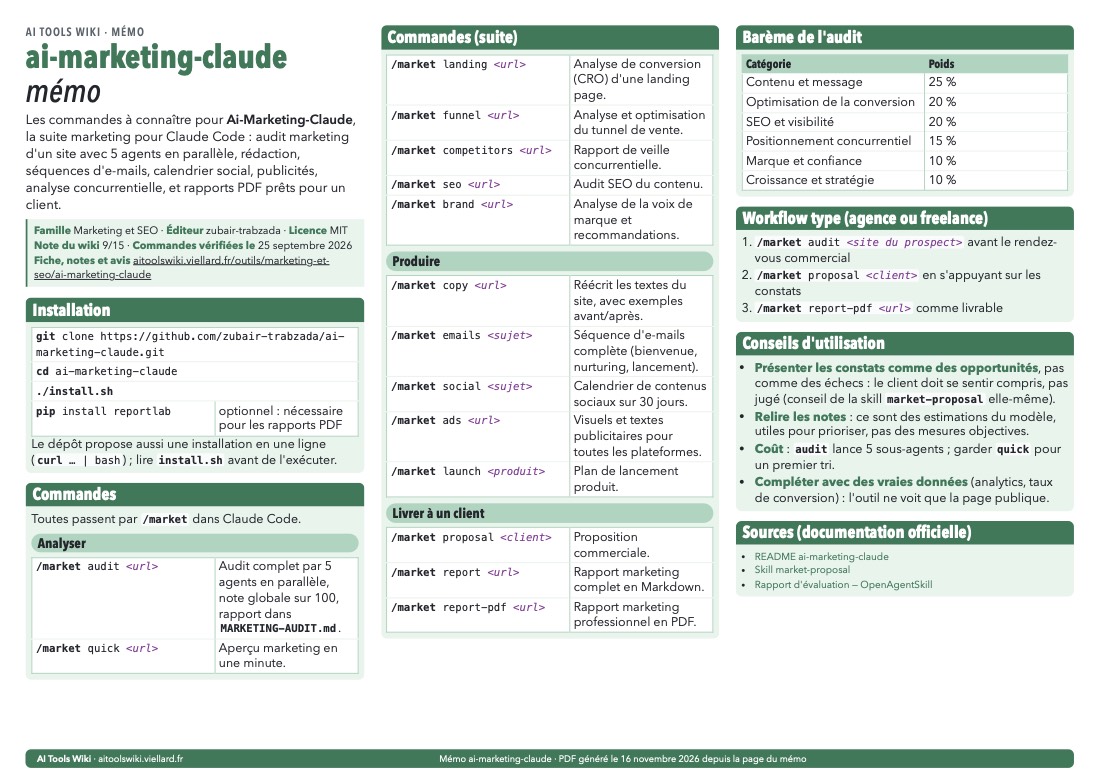 AI TOOLS WIKI · MÉMO
ai-marketing-claude
mémo
Les commandes à connaître pour Ai-Marketing-Claude,
la suite marketing pour Claude Code : audit marketing
d'un site avec 5 agents en parallèle, rédaction,
séquences d'e-mails, calendrier social, publicités,
analyse concurrentielle, et rapports PDF prêts pour un
client.
Famille Marketing et SEO · Éditeur zubair-trabzada · Licence MIT
Note du wiki 9/15 · Commandes vérifiées le 25 septembre 2026
Fiche, notes et avis aitoolswiki.viellard.fr/outils/marketing-et-
seo/ai-marketing-claude
Installation
git clone https://github.com/zubair-trabzada/ai-
marketing-claude.git
cd ai-marketing-claude
./install.sh
pip install reportlab optionnel : nécessaire
pour les rapports PDF
Le dépôt propose aussi une installation en une ligne
(curl … | bash) ; lire install.sh avant de l'exécuter.
Commandes
Toutes passent par /market dans Claude Code.
Analyser
/market audit <url> Audit complet par 5
agents en parallèle,
note globale sur 100,
rapport dans
MARKETING-AUDIT.md.
/market quick <url> Aperçu marketing en
une minute.
Commandes (suite)
/market landing <url> Analyse de conversion
(CRO) d'une landing
page.
/market funnel <url> Analyse et optimisation
du tunnel de vente.
/market competitors <url> Rapport de veille
concurrentielle.
/market seo <url> Audit SEO du contenu.
/market brand <url> Analyse de la voix de
marque et
recommandations.
Produire
/market copy <url> Réécrit les textes du
site, avec exemples
avant/après.
/market emails <sujet> Séquence d'e-mails
complète (bienvenue,
nurturing, lancement).
/market social <sujet> Calendrier de contenus
sociaux sur 30 jours.
/market ads <url> Visuels et textes
publicitaires pour
toutes les plateformes.
/market launch <produit> Plan de lancement
produit.
Livrer à un client
/market proposal <client> Proposition
commerciale.
/market report <url> Rapport marketing
complet en Markdown.
/market report-pdf <url> Rapport marketing
professionnel en PDF.
Barème de l'audit
Catégorie Poids
Contenu et message 25 %
Optimisation de la conversion 20 %
SEO et visibilité 20 %
Positionnement concurrentiel 15 %
Marque et confiance 10 %
Croissance et stratégie 10 %
Workflow type (agence ou freelance)
1. /market audit <site du prospect> avant le rendez-
vous commercial
2. /market proposal <client> en s'appuyant sur les
constats
3. /market report-pdf <url> comme livrable
Conseils d'utilisation
• Présenter les constats comme des opportunités, pas
comme des échecs : le client doit se sentir compris, pas
jugé (conseil de la skill market-proposal elle-même).
• Relire les notes : ce sont des estimations du modèle,
utiles pour prioriser, pas des mesures objectives.
• Coût : audit lance 5 sous-agents ; garder quick pour
un premier tri.
• Compléter avec des vraies données (analytics, taux
de conversion) : l'outil ne voit que la page publique.
Sources (documentation officielle)
• README ai-marketing-claude
• Skill market-proposal
• Rapport d'évaluation — OpenAgentSkill
AI Tools Wiki · aitoolswiki.viellard.fr
Mémo ai-marketing-claude · PDF généré le 16 novembre 2026 depuis la page du mémo